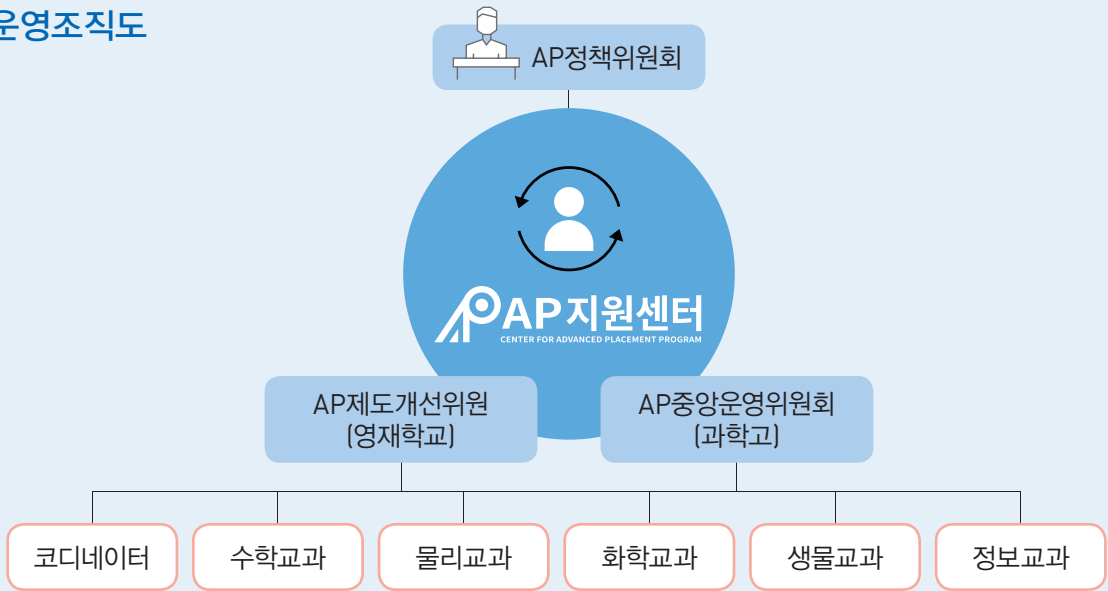 운영조직도
AP정책위원회
AP지원센터
CENTER FOR ADVANCED PLACEMENT PROGRAM
AP제도개선위원
(영재학교)
AP중앙운영위원회
(과학고)
코디네이터
수학교과
물리교과
화학교과
생물교과
정보교과